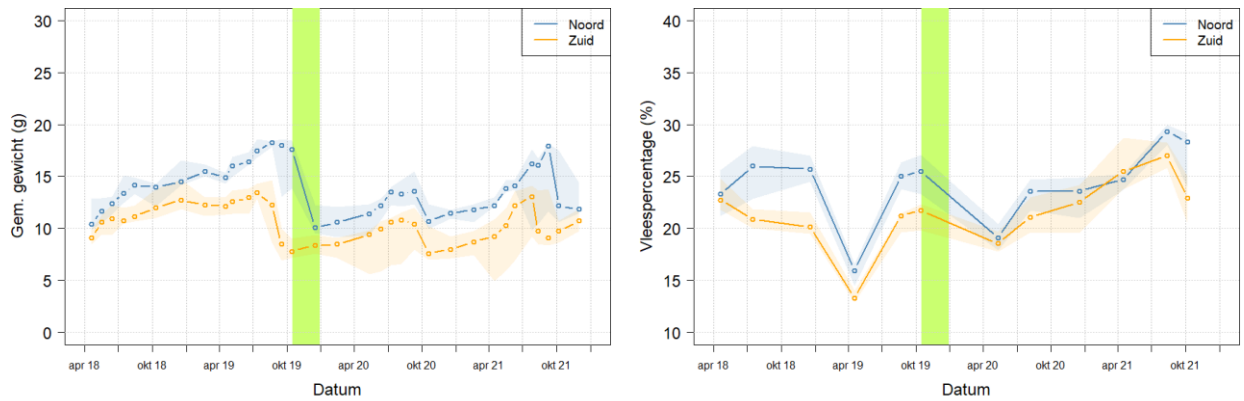 Gem. gewicht (g)
30
25
20
15
10
5
0
Noord
Zuid
apr 18
okt 18
apr 19
okt 19
apr 20
okt 20
apr 21
okt 21
Datum
Vleespercentage (%)
40
35
30
25
20
15
10
Noord
Zuid
apr 18
okt 18
apr 19
okt 19
apr 20
okt 20
apr 21
okt 21
Datum